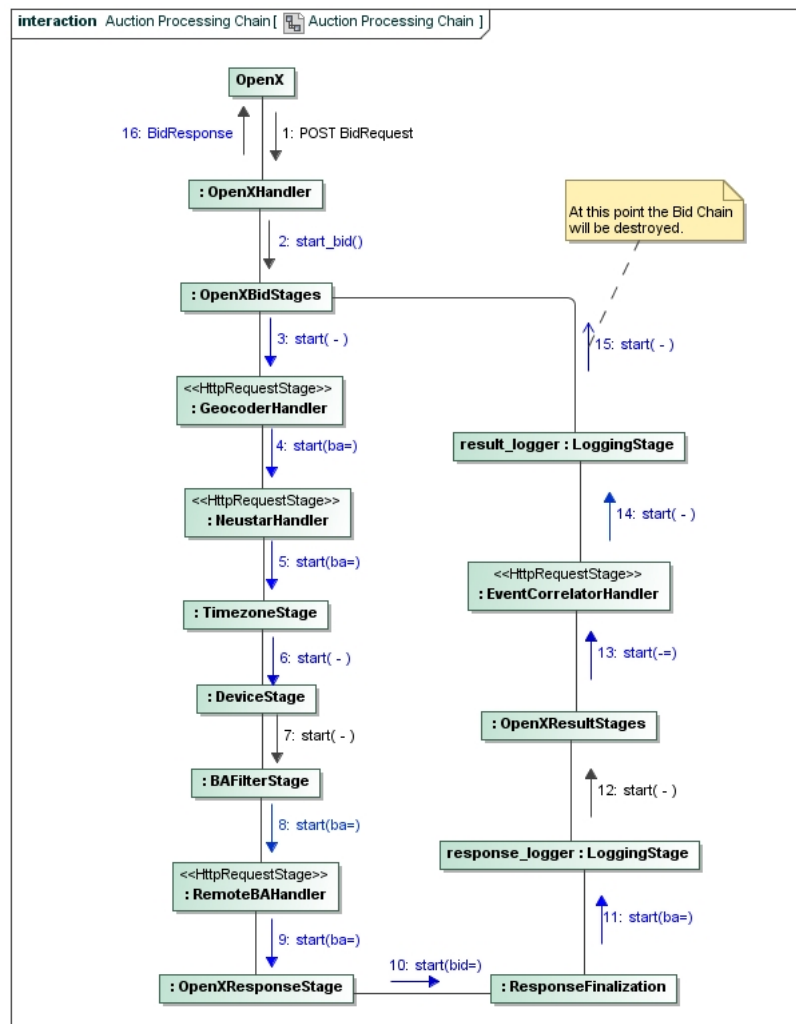 interaction Auction Processing Chain[ Auction Processing Chain ]
OpenX
16: BidResponse
1: POST BidRequest
: OpenXHandler
At this point the Bid Chain
will be destroyed.
2: start_bid()
: OpenXBidStages
3: start( - )
15: start( - )
<<HttpRequestStage>>
: GeocoderHandler
4: start(ba=)
result_logger : LoggingStage
<<HttpRequestStage>>
: NeustarHandler
14: start( - )
5: start(ba=)
<<HttpRequestStage>>
: EventCorrelatorHandler
: TimezoneStage
6: start( - )
13: start(-=)
: DeviceStage
7: start( - )
: OpenXResultStages
: BAFilterStage
12: start( - )
8: start(ba=)
response_logger : LoggingStage
<<HttpRequestStage>>
: RemoteBAHandler
9: start(ba=)
11: start(ba=)
10: start(bid=)
: OpenXResponseStage
: ResponseFinalization